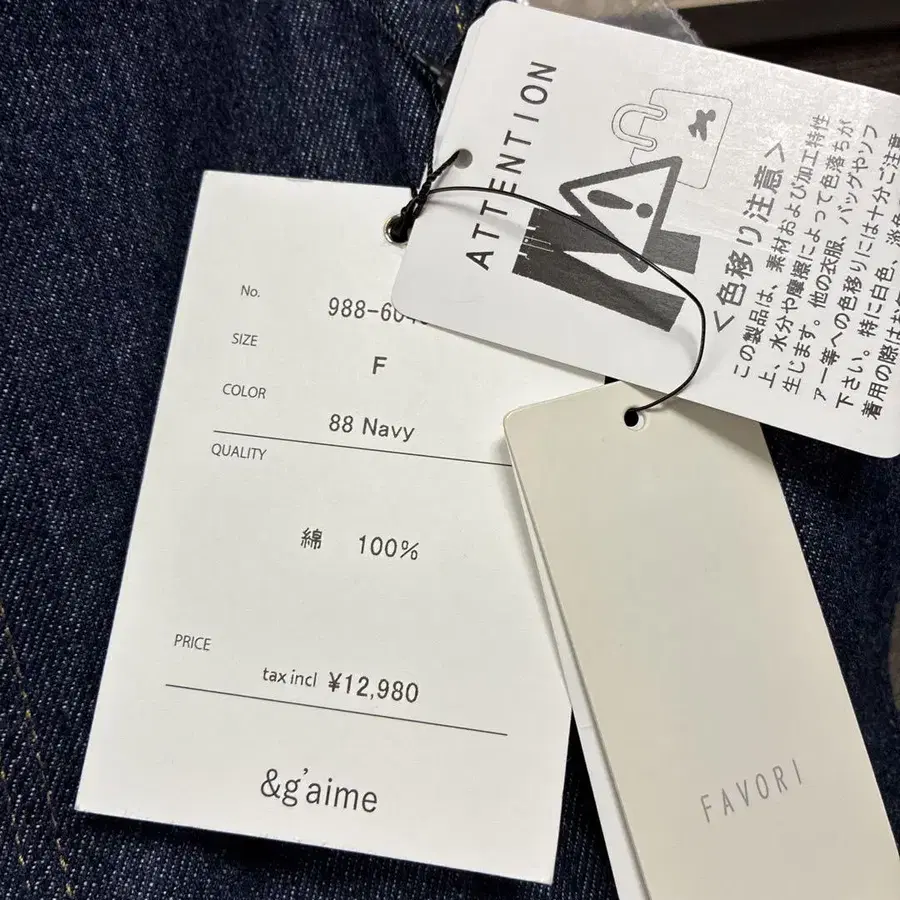 No.
988-60
SIZE
F
COLOR
88 Navy
QUALITY
綿 100%
PRICE
tax incl ¥12,980
&g'aime
ATTENTION
<色移り注意>
この製品は、素材および加工特性
上、水分や摩擦によって色落ちが
生じます。他の衣服、バッグやソフ
ァー等への色移りには十分ご注意
下さい。特に白色、淡色
着用の際はお
FAVORI